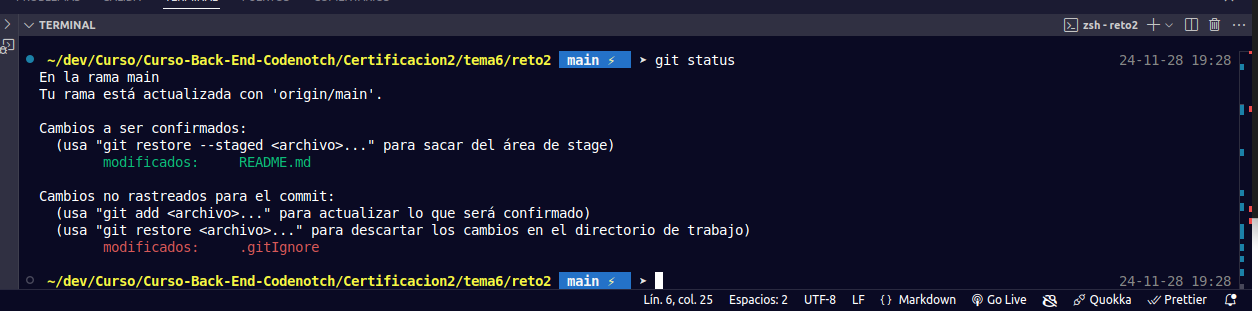 TERMINAL
zsh - reto2
~/dev/Curso/Curso-Back-End-Codenotch/Certificacion2/tema6/reto2 main ⚡ ➤ git status 24-11-28 19:28
En la rama main
Tu rama está actualizada con 'origin/main'.
Cambios a ser confirmados:
(usa "git restore --staged <archivo>..." para sacar del área de stage)
modificados: README.md
Cambios no rastreados para el commit:
(usa "git add <archivo>..." para actualizar lo que será confirmado)
(usa "git restore <archivo>..." para descartar los cambios en el directorio de trabajo)
modificados: .gitIgnore
~/dev/Curso/Curso-Back-End-Codenotch/Certificacion2/tema6/reto2 main ⚡ ➤ 24-11-28 19:28
Lín. 6, col. 25 Espacios: 2 UTF-8 LF {} Markdown Go Live Quokka Prettier